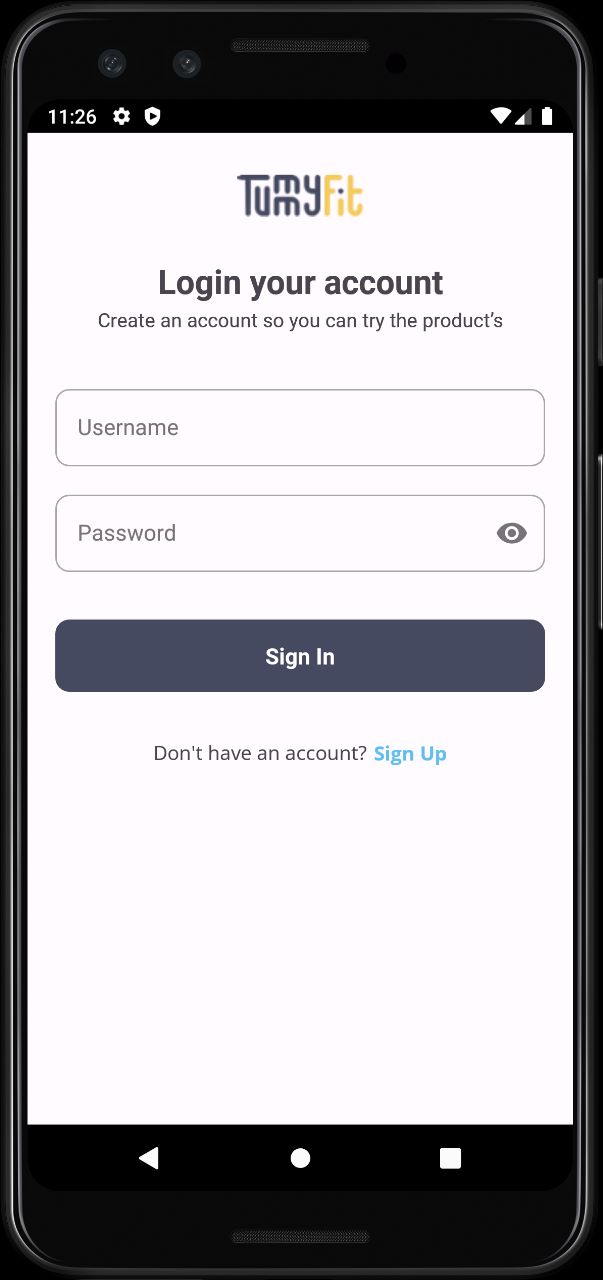 11:26
TummyFit
Login your account
Create an account so you can try the product’s
Username
Password
Sign In
Don't have an account? Sign Up